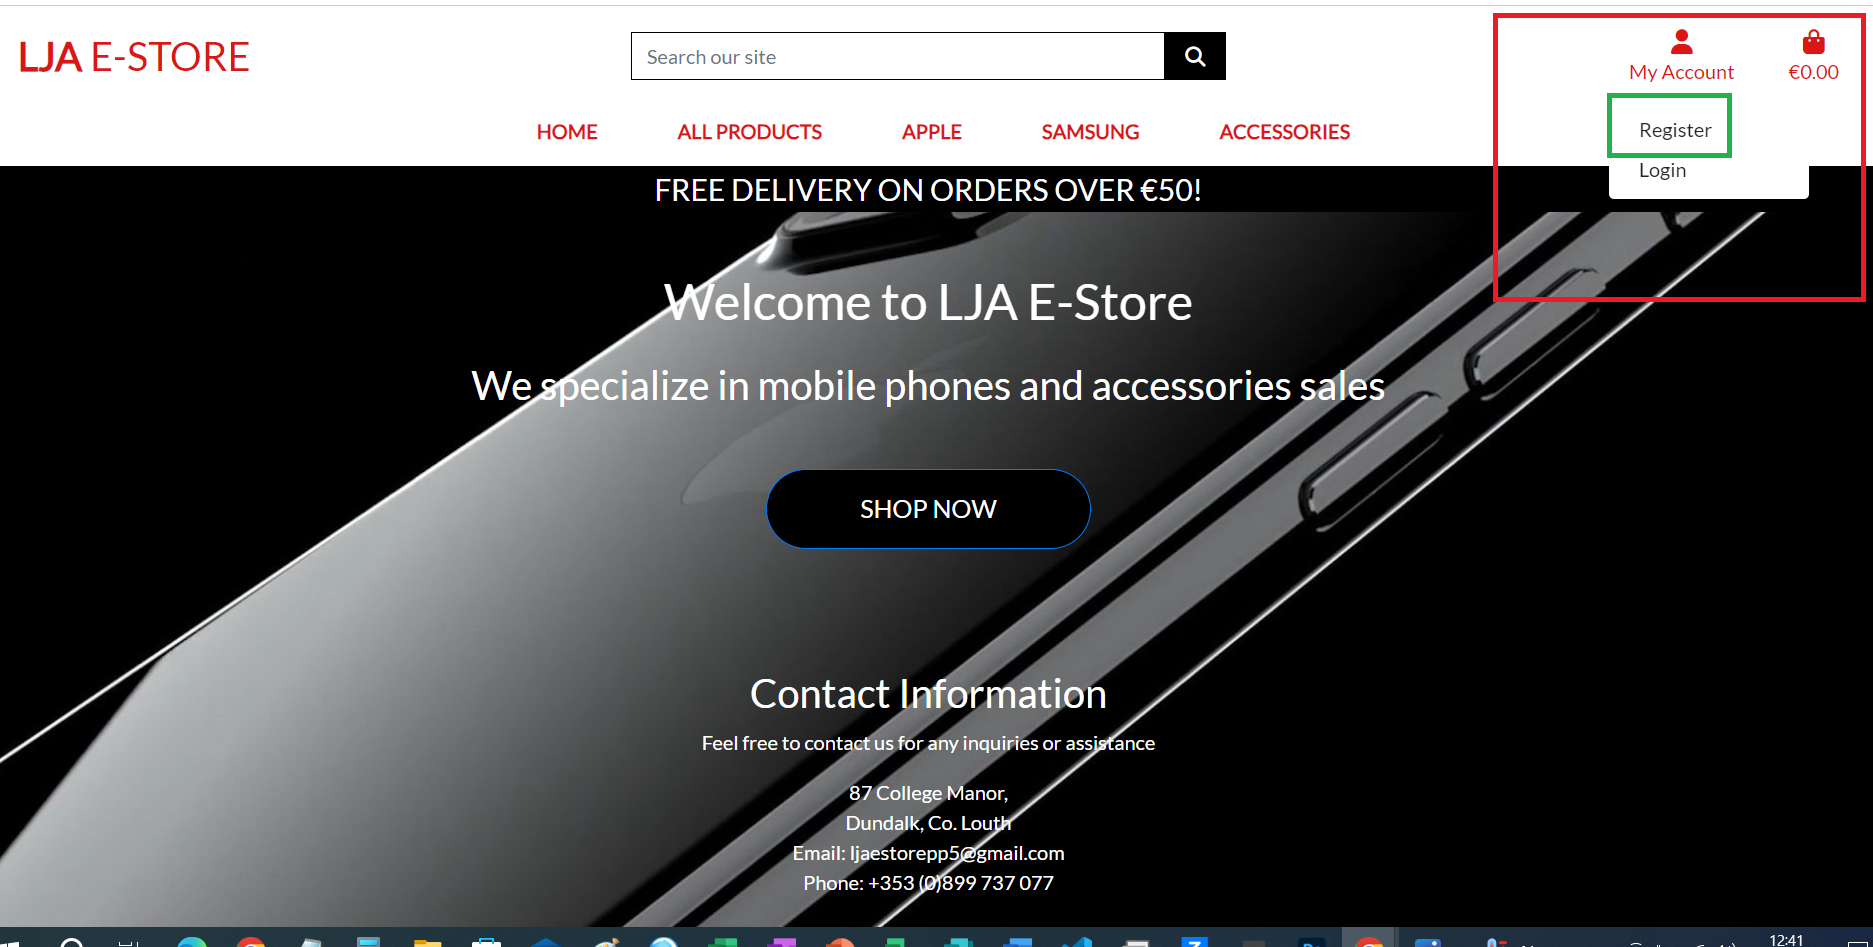 LJA E-STORE
Search our site
My Account
€0.00
HOME
ALL PRODUCTS
APPLE
SAMSUNG
ACCESSORIES
Register
Login
FREE DELIVERY ON ORDERS OVER €50!
Welcome to LJA E-Store
We specialize in mobile phones and accessories sales
SHOP NOW
Contact Information
Feel free to contact us for any inquiries or assistance
87 College Manor,
Dundalk, Co. Louth
Email: ljaestorepp5@gmail.com
Phone: +353 (0)899 737 077
12:41